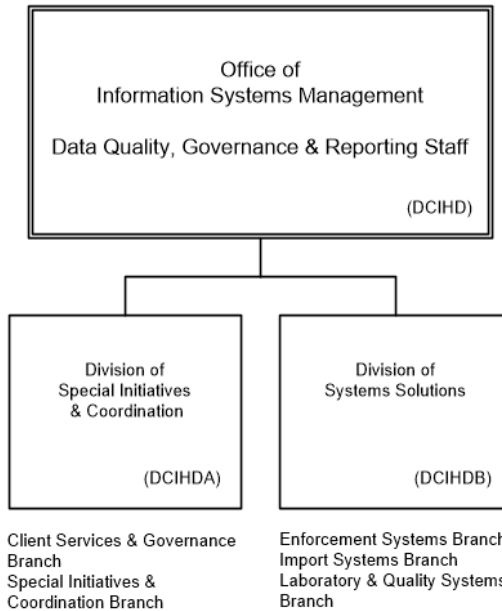 Office of
Information Systems Management
Data Quality, Governance & Reporting Staff
(DCIHD)
Division of
Special Initiatives
& Coordination
(DCIHDA)
Division of
Systems Solutions
(DCIHDB)
Client Services & Governance
Branch
Special Initiatives &
Coordination Branch
Enforcement Systems Branch
Import Systems Branch
Laboratory & Quality Systems
Branch